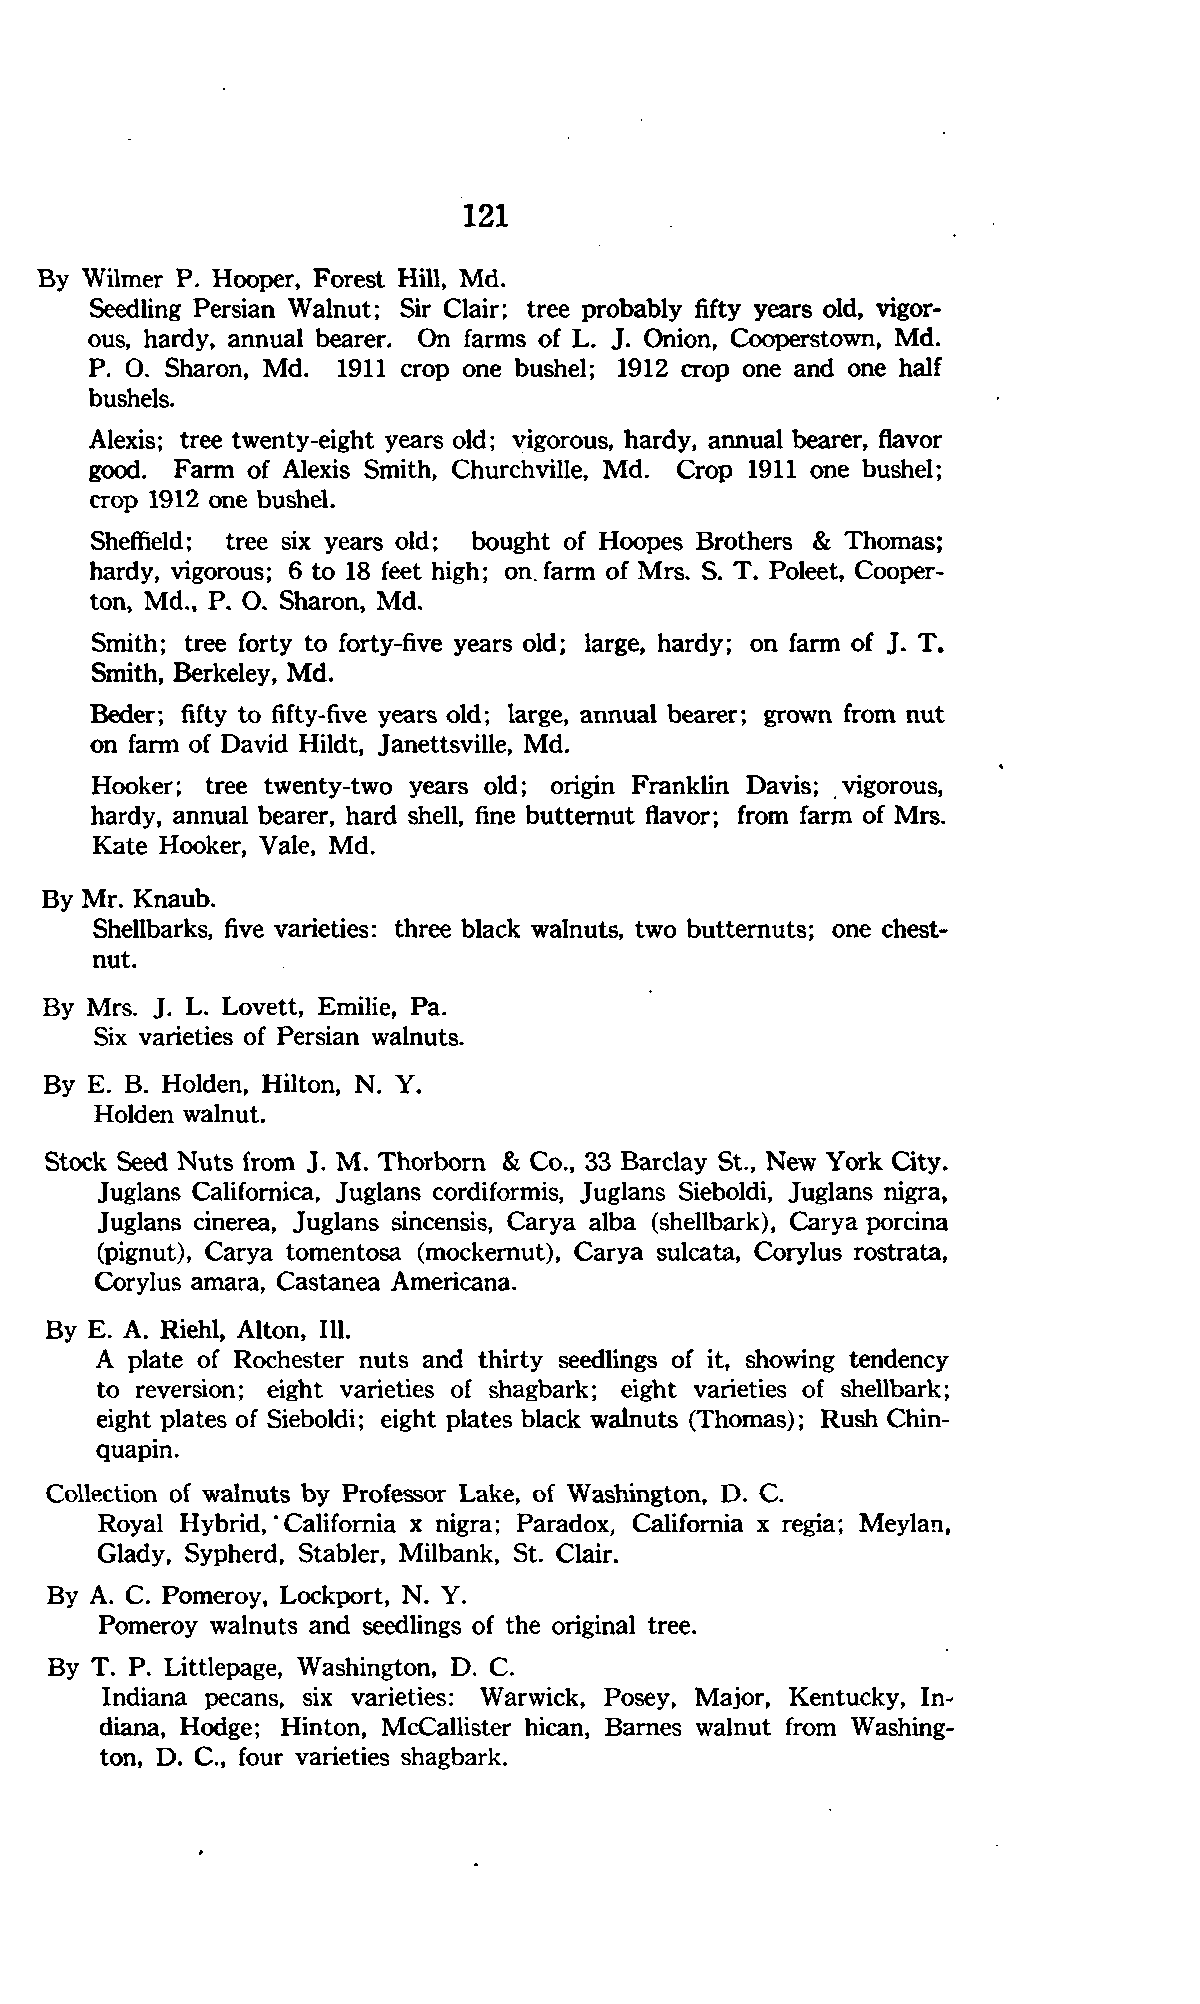 121
By Wilmer P. Hooper, Forest Hill, Md.
Seedling Persian Walnut; Sir Clair; tree probably fifty years old, vigor-
ous, hardy, annual bearer. On farms of L. J. Onion, Cooperstown, Md.
P. O. Sharon, Md. 1911 crop one bushel; 1912 crop one and one half
bushels.
Alexis; tree twenty-eight years old; vigorous, hardy, annual bearer, flavor
good. Farm of Alexis Smith, Churchville, Md. Crop 1911 one bushel;
crop 1912 one bushel.
Sheffield; tree six years old; bought of Hoopes Brothers & Thomas;
hardy, vigorous; 6 to 18 feet high; on farm of Mrs. S. T. Poleet, Cooper-
ton, Md., P. O. Sharon, Md.
Smith; tree forty to forty-five years old; large, hardy; on farm of J. T.
Smith, Berkeley, Md.
Beder; fifty to fifty-five years old; large, annual bearer; grown from nut
on farm of David Hildt, Janettsville, Md.
Hooker; tree twenty-two years old; origin Franklin Davis; vigorous,
hardy, annual bearer, hard shell, fine butternut flavor; from farm of Mrs.
Kate Hooker, Vale, Md.
By Mr. Knaub.
Shellbarks, five varieties: three black walnuts, two butternuts; one chest-
nut.
By Mrs. J. L. Lovett, Emilie, Pa.
Six varieties of Persian walnuts.
By E. B. Holden, Hilton, N. Y.
Holden walnut.
Stock Seed Nuts from J. M. Thorborn & Co., 33 Barclay St., New York City.
Juglans Californica, Juglans cordiformis, Juglans Sieboldi, Juglans nigra,
Juglans cinerea, Juglans sincensis, Carya alba (shellbark), Carya porcina
(pignut), Carya tomentosa (mockernut), Carya sulcata, Corylus rostrata,
Corylus amara, Castanea Americana.
By E. A. Riehl, Alton, Ill.
A plate of Rochester nuts and thirty seedlings of it, showing tendency
to reversion; eight varieties of shagbark; eight varieties of shellbark;
eight plates of Sieboldi; eight plates black walnuts (Thomas); Rush Chin-
quapin.
Collection of walnuts by Professor Lake, of Washington, D. C.
Royal Hybrid, California x nigra; Paradox, California x regia; Meylan,
Glady, Sypherd, Stabler, Milbank, St. Clair.
By A. C. Pomeroy, Lockport, N. Y.
Pomeroy walnuts and seedlings of the original tree.
By T. P. Littlepage, Washington, D. C.
Indiana pecans, six varieties: Warwick, Posey, Major, Kentucky, In-
diana, Hodge; Hinton, McCallister hican, Barnes walnut from Washing-
ton, D. C., four varieties shagbark.